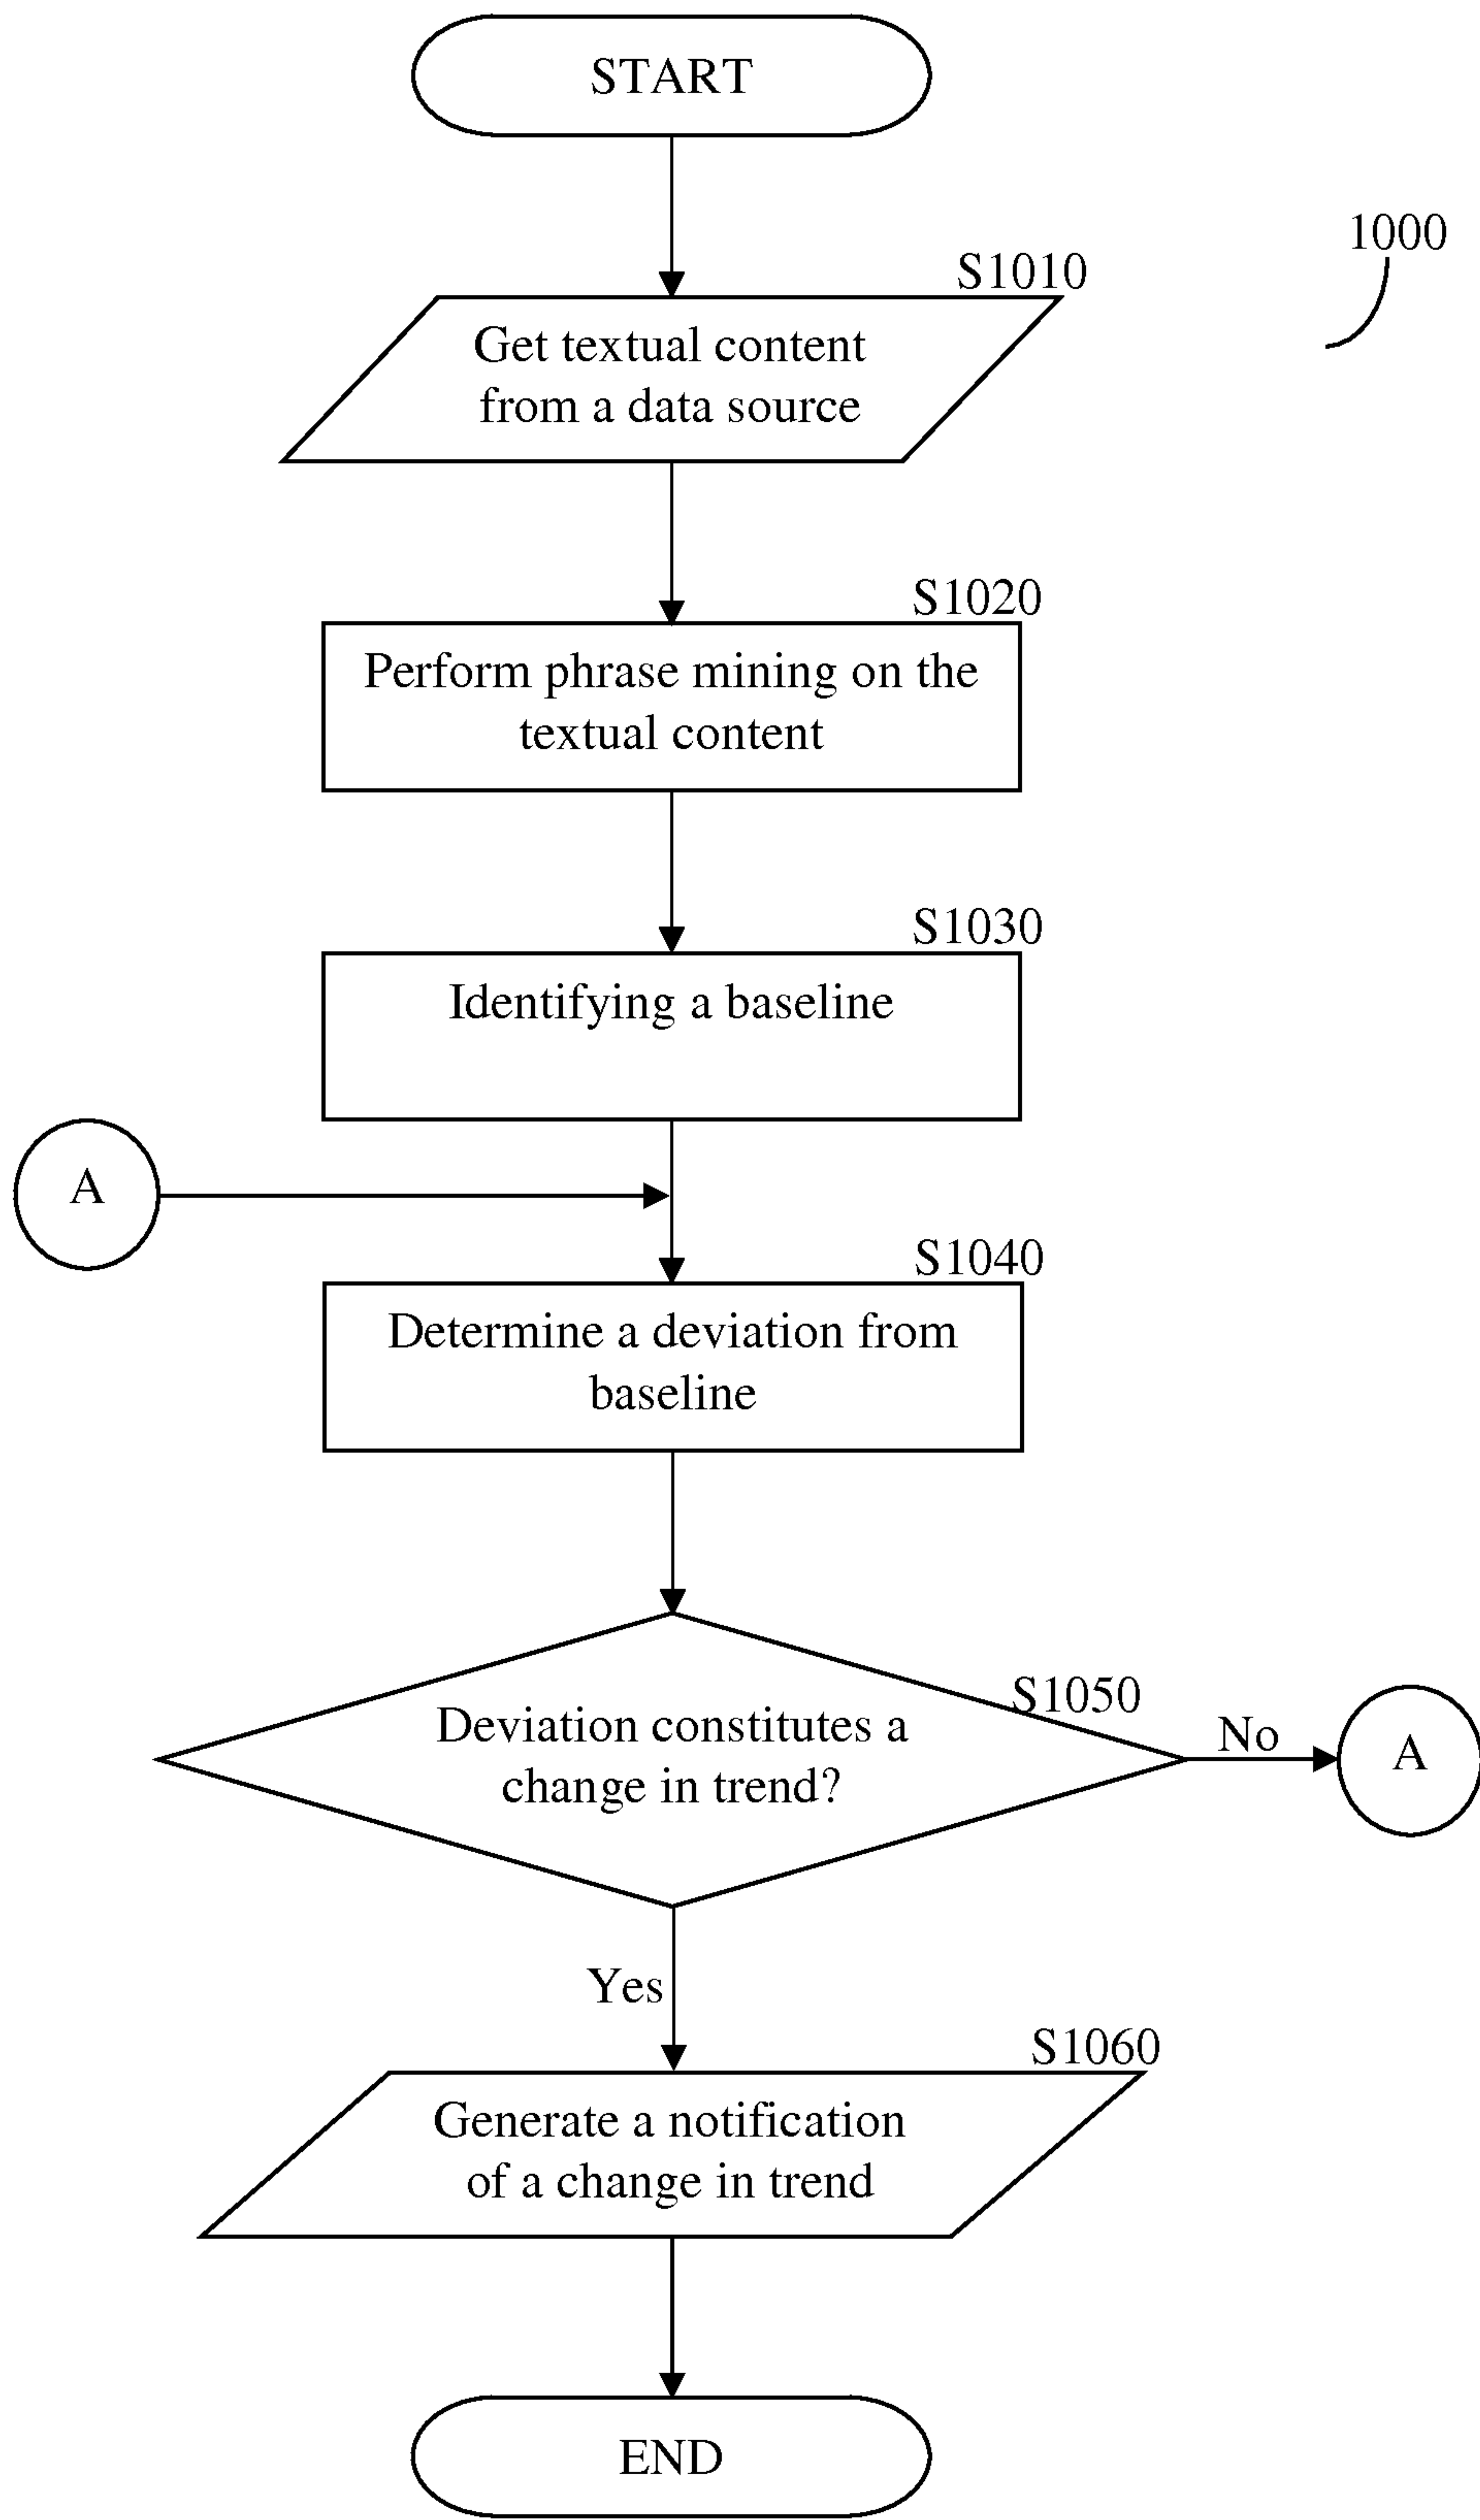 START
1000
S1010
Get textual content
from a data source
S1020
Perform phrase mining on the
textual content
S1030
Identifying a baseline
A
S1040
Determine a deviation from
baseline
S1050
Deviation constitutes a
change in trend?
No
A
Yes
S1060
Generate a notification
of a change in trend
END